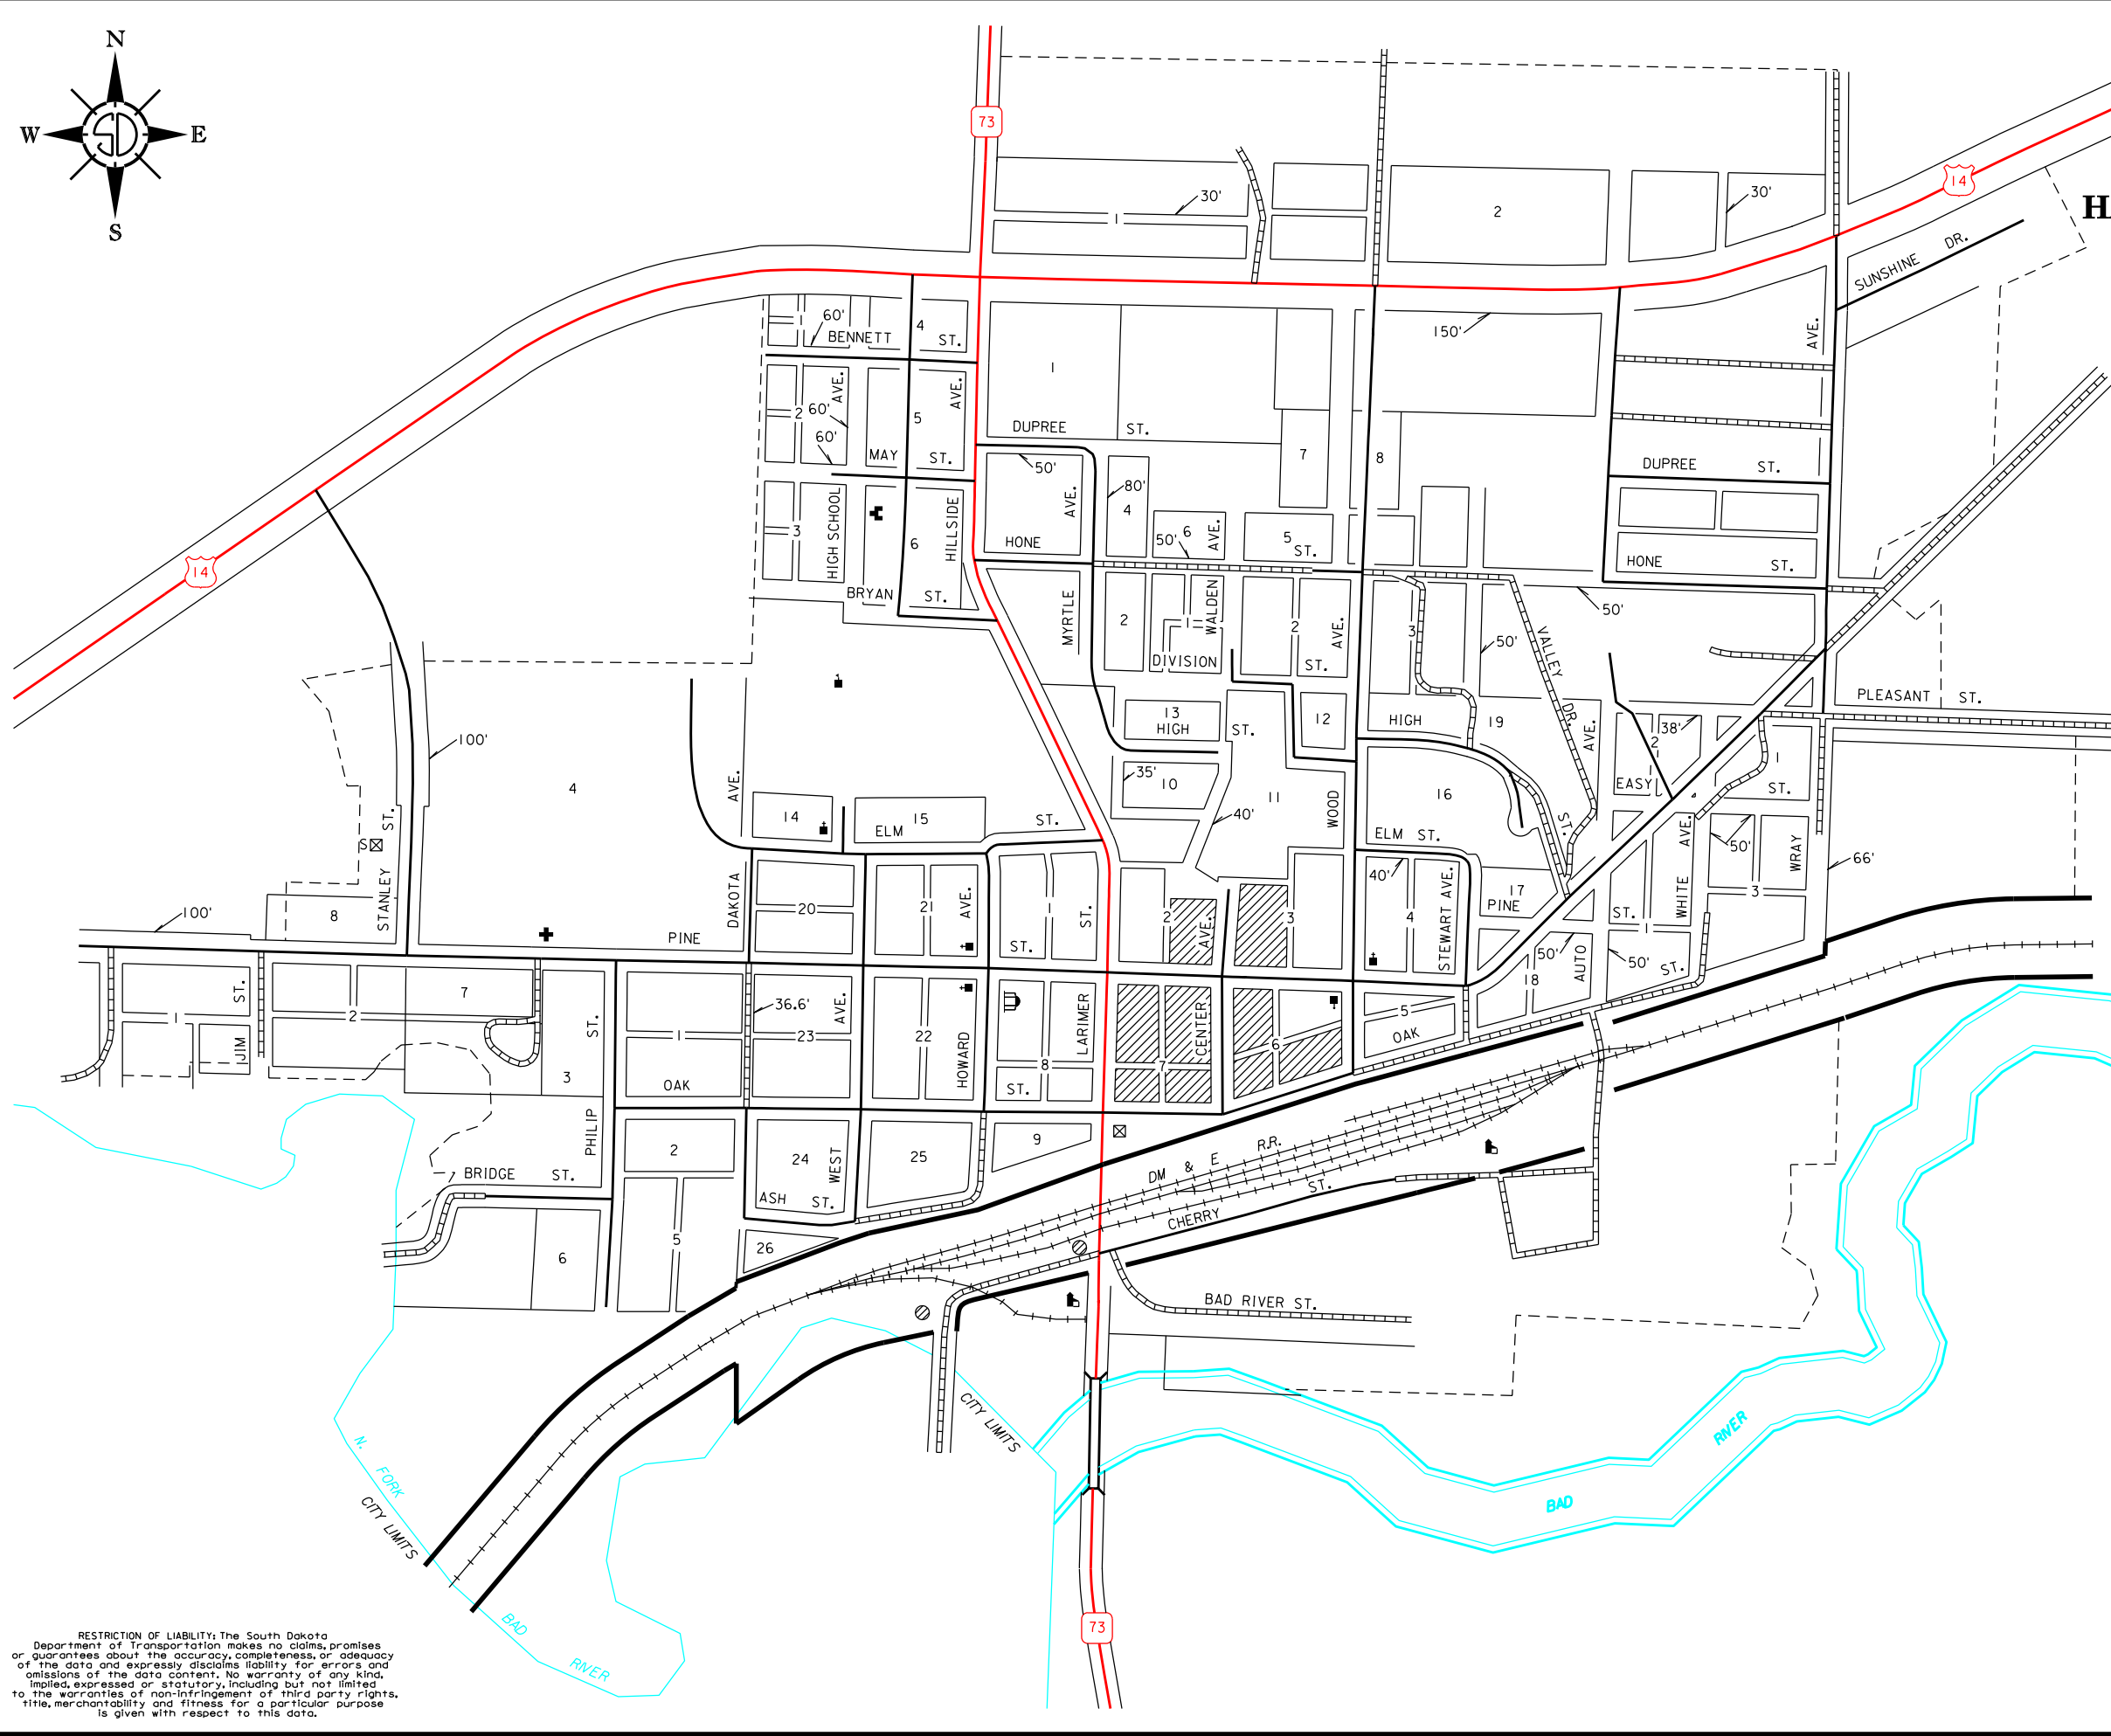 N
W
E
S
73
14
H
30'
1
2
30'
SUNSHINE DR.
1
60'
4
BENNETT ST.
150'
AVE.
1
2
60'
AVE.
5
AVE.
60'
MAY ST.
DUPREE ST.
7
8
DUPREE ST.
50'
80'
4
AVE.
3
HIGH SCHOOL
6
HILLSIDE
HONE ST.
50'
6
AVE.
5
HONE ST.
14
BRYAN ST.
MYRTLE
2
1
WALDEN
2
AVE.
3
50'
50'
VALLEY DR.
DIVISION ST.
PLEASANT ST.
13
HIGH ST.
12
HIGH ST.
19
AVE.
2
38'
100'
4
AVE.
35'
10
11
40'
WOOD
16
EASY ST.
1
14
15
ELM ST.
ELM ST.
ST.
S
AVE.
50'
WRAY
66'
100'
8
STANLEY
DAKOTA
20
21
AVE.
1
ST.
2
AVE.
3
40'
4
STEWART AVE.
17
PINE ST.
WHITE
3
PINE ST.
1
50'
AUTO
50'
ST.
18
1
ST.
2
7
ST.
1
36.6'
23
AVE.
22
LARIMER
CENTER
5
OAK
JIM
3
OAK ST.
HOWARD
8
7
6
PHILIP
2
24
WEST
25
9
BRIDGE ST.
ASH ST.
DM & E R.R.
CHERRY ST.
6
5
26
BAD RIVER ST.
CITY LIMITS
RIVER
BAD
N. FORK
CITY LIMITS
BAD
RIVER
73
RESTRICTION OF LIABILITY: The South Dakota
Department of Transportation makes no claims, promises
or guarantees about the accuracy, completeness, or adequacy
of the data and expressly disclaims liability for errors and
omissions of the data content. No warranty of any kind,
implied, expressed or statutory, including but not limited
to the warranties of non-infringement of third party rights,
title, merchantability and fitness for a particular purpose
is given with respect to this data.